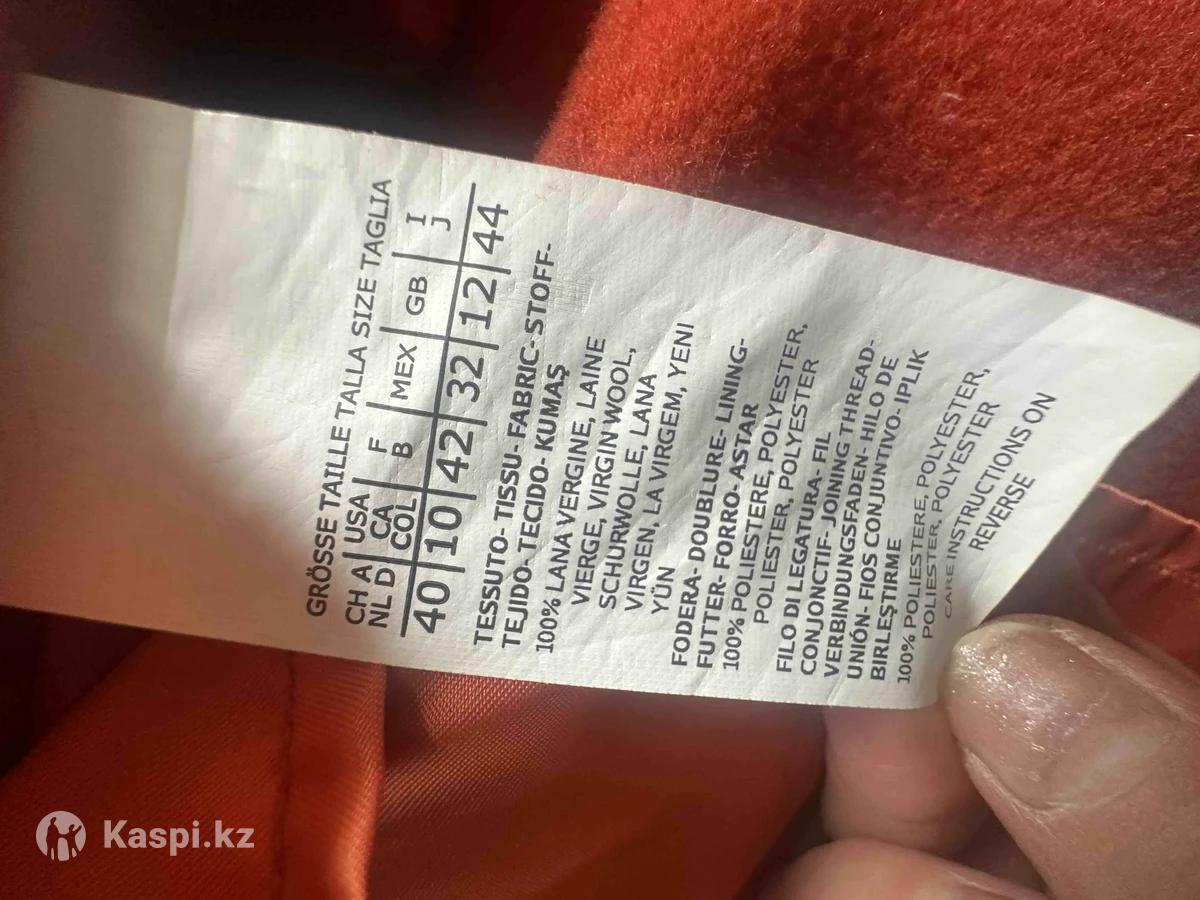 GRÖSSE TAILLE TALLA SIZE TAGLIA
CH A USA F MEX GB I
NL D CA B J
COL
40 10 42 32 12 44
TESSUTO- TISSU- FABRIC- STOFF-
TEJIDO- TECIDO- KUMAŞ
100% LANA VERGINE, LAINE
VIERGE, VIRGIN WOOL,
SCHURWOLLE, LANA
VIRGEN, LA VIRGEM, YENI
YÜN
FODERA- DOUBLURE- LINING-
FUTTER- FORRO- ASTAR
100% POLIESTERE, POLYESTER,
POLIESTER, POLYESTER
FILO DI LEGATURA- FIL
CONJONCTIF- JOINING THREAD-
VERBINDUNGSFADEN- HILO DE
UNIÓN- FIOS CONJUNTIVO- IPLIK
BIRLEŞTIRME
100% POLIESTERE, POLYESTER,
POLIESTER, POLYESTER
CARE INSTRUCTIONS ON
REVERSE
Kaspi.kz